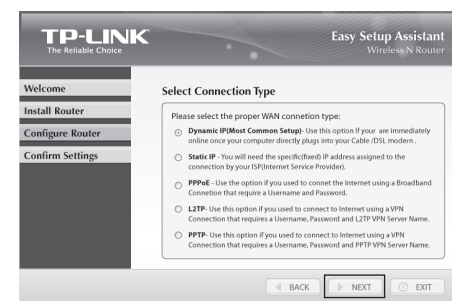 TP-LINK
The Reliable Choice
Easy Setup Assistant
Wireless N Router
Welcome
Install Router
Configure Router
Confirm Settings
Select Connection Type
Please select the proper WAN connetion type:
Dynamic IP(Most Common Setup)- Use this option If your are immediately
online once your computer directly plugs into your Cable /DSL modern .
Static IP - You will need the specific(fixed) IP address assigned to the
connection by your ISP(Internet Service Provider).
PPPoE - Use the option if you used to connet the Internet using a Broadband
Connetion that require a Username and Password.
L2TP- Use this option if you used to connect to Internet using a VPN
Connection that requires a Username, Password and L2TP VPN Server Name.
PPTP- Use this option if you used to connect to Internet using a VPN
Connection that requires a Username, Password and PPTP VPN Server Name.
BACK
NEXT
EXIT